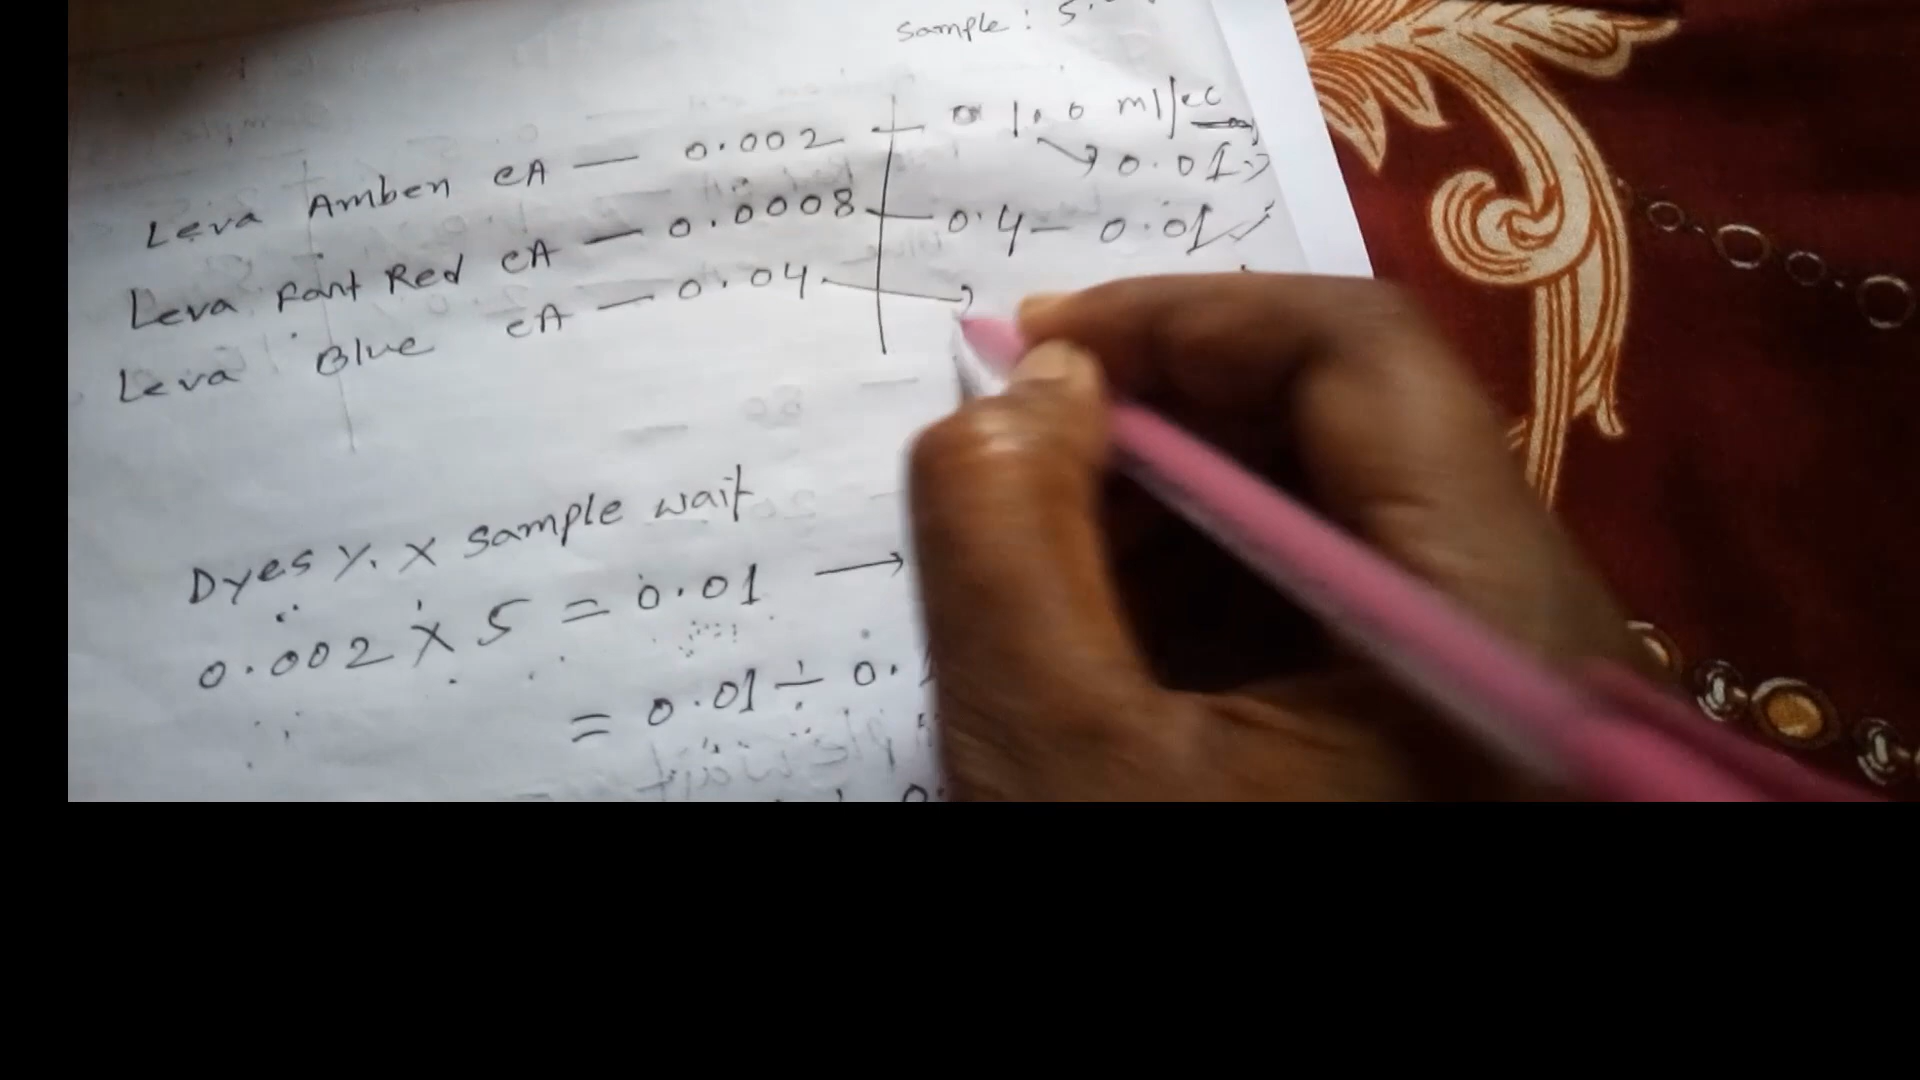 Sample : 5.
Leva Amben CA — 0.002 — 1.0 ml/cc
0.01
Leva Fant Red CA — 0.0008 — 0.4 — 0.01
Leva Blue CA — 0.04
Dyes %. X Sample wait
0.002 X 5 = 0.01 →
= 0.01 ÷ 0.